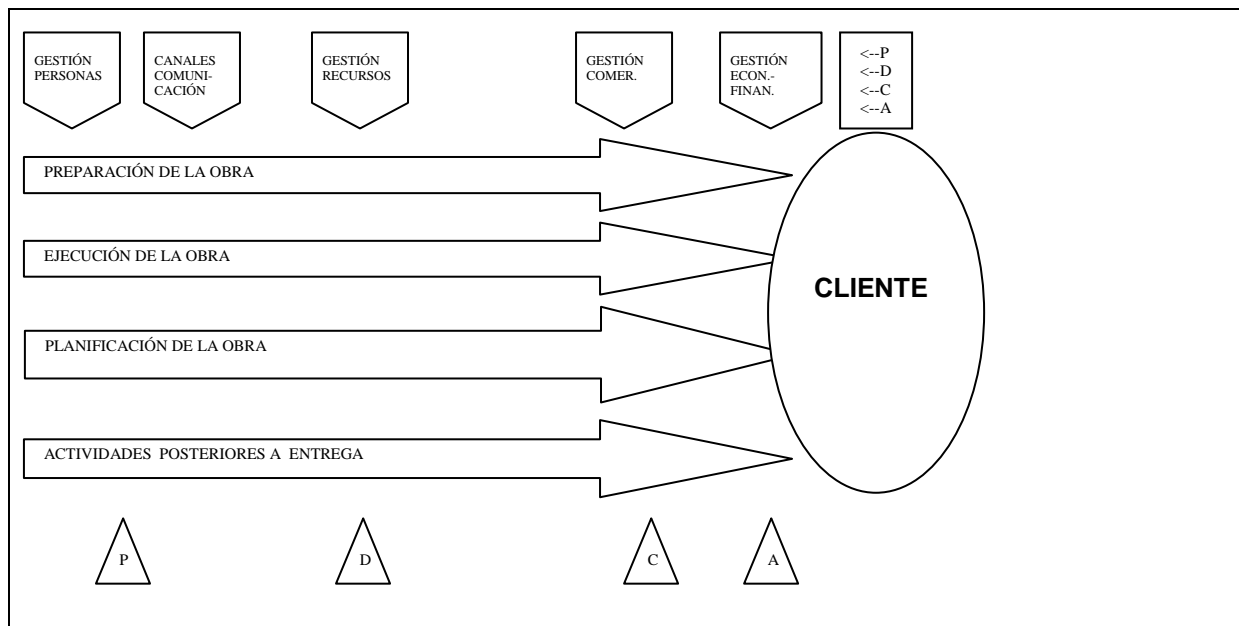 GESTIÓN
PERSONAS
CANALES
COMUNI-
CACIÓN
GESTIÓN
RECURSOS
GESTIÓN
COMER.
GESTIÓN
ECON.-
FINAN.
<--P
<--D
<--C
<--A
PREPARACIÓN DE LA OBRA
EJECUCIÓN DE LA OBRA
CLIENTE
PLANIFICACIÓN DE LA OBRA
ACTIVIDADES POSTERIORES A ENTREGA
P
D
C
A